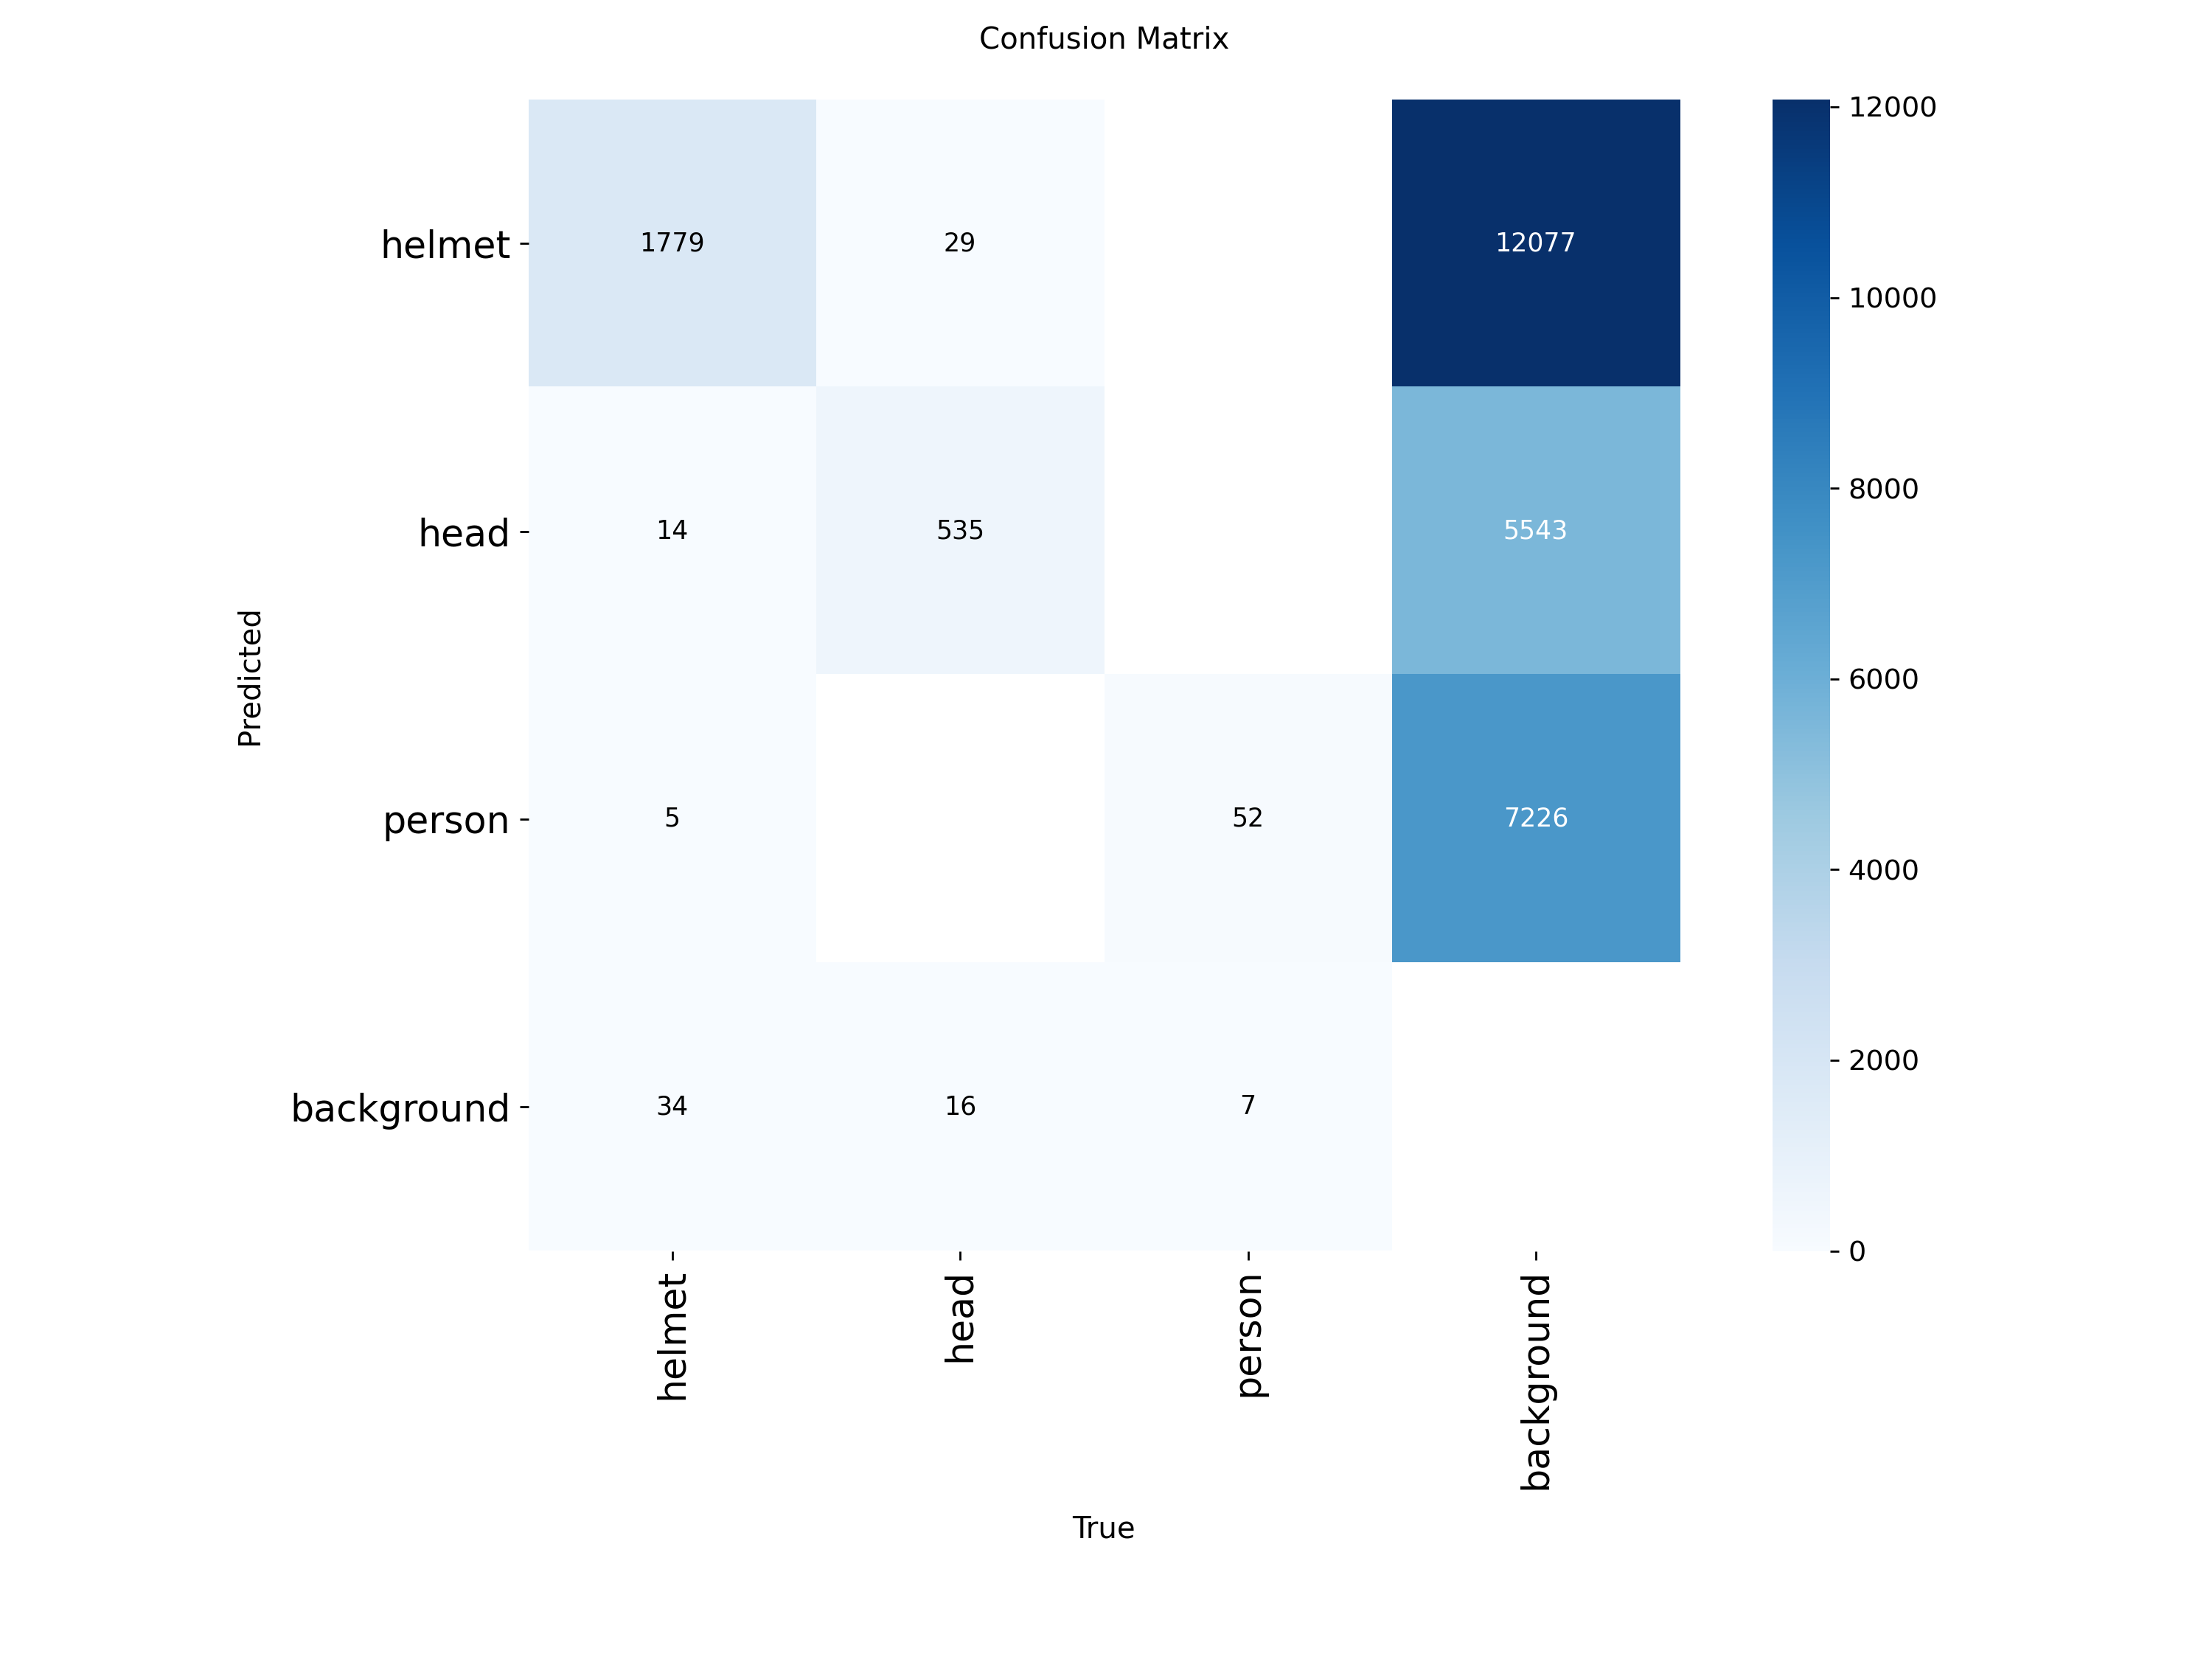 Confusion Matrix
helmet
1779
29
12077
head
14
535
5543
person
5
52
7226
background
34
16
7
Predicted
helmet
head
person
background
True
12000
10000
8000
6000
4000
2000
0